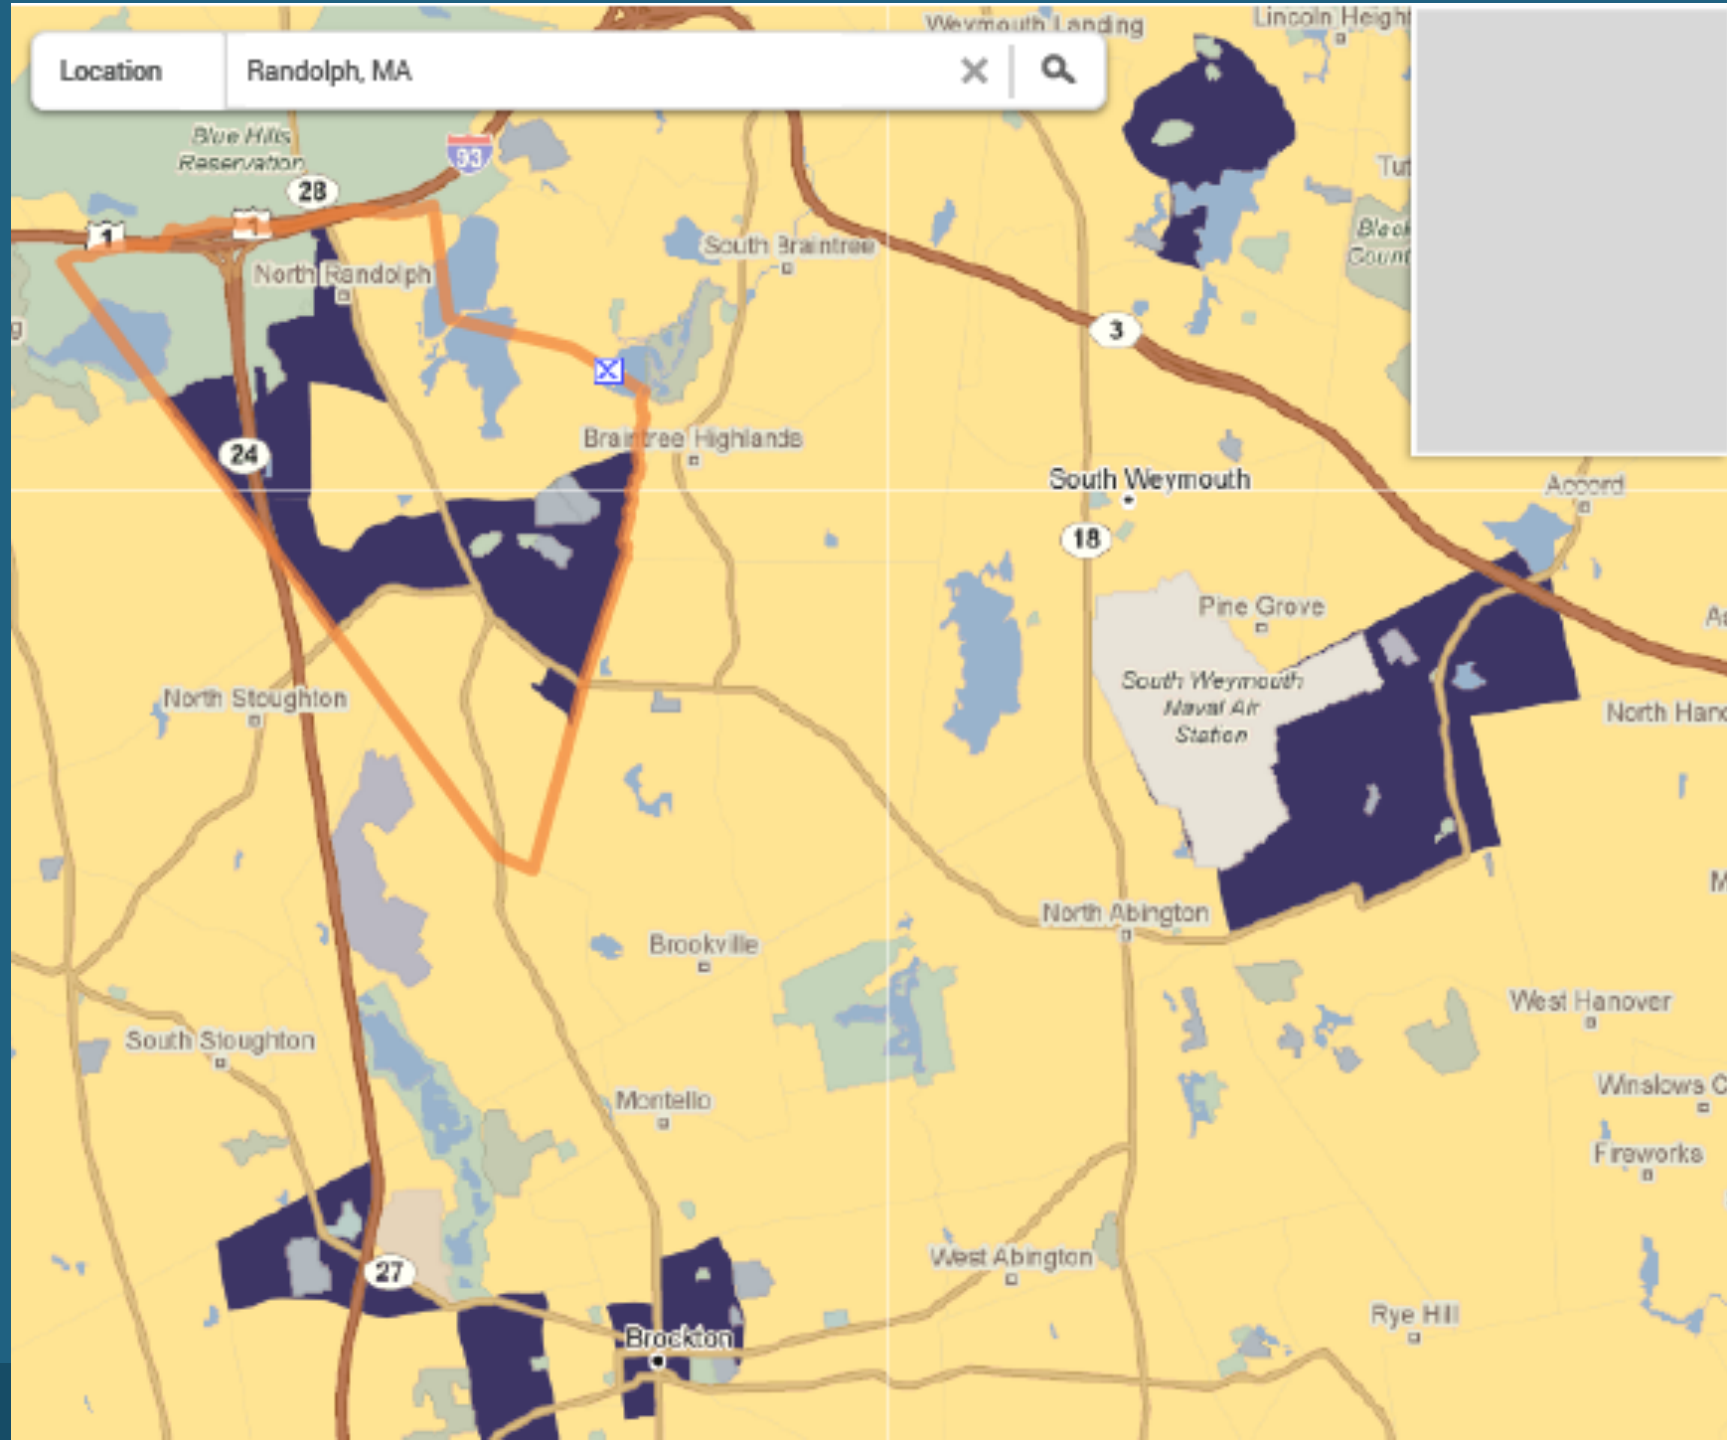 Weymouth Landing
Location
Randolph, MA
Blue Hills
Reservation
93
28
1
South Braintree
North Randolph
3
Braintree Highlands
24
South Weymouth
Accord
18
Pine Grove
South Weymouth
Naval Air
Station
North Stoughton
North Abington
Brookville
West Hanover
South Stoughton
Montello
Fireworks
West Abington
27
Rye Hill
Brockton